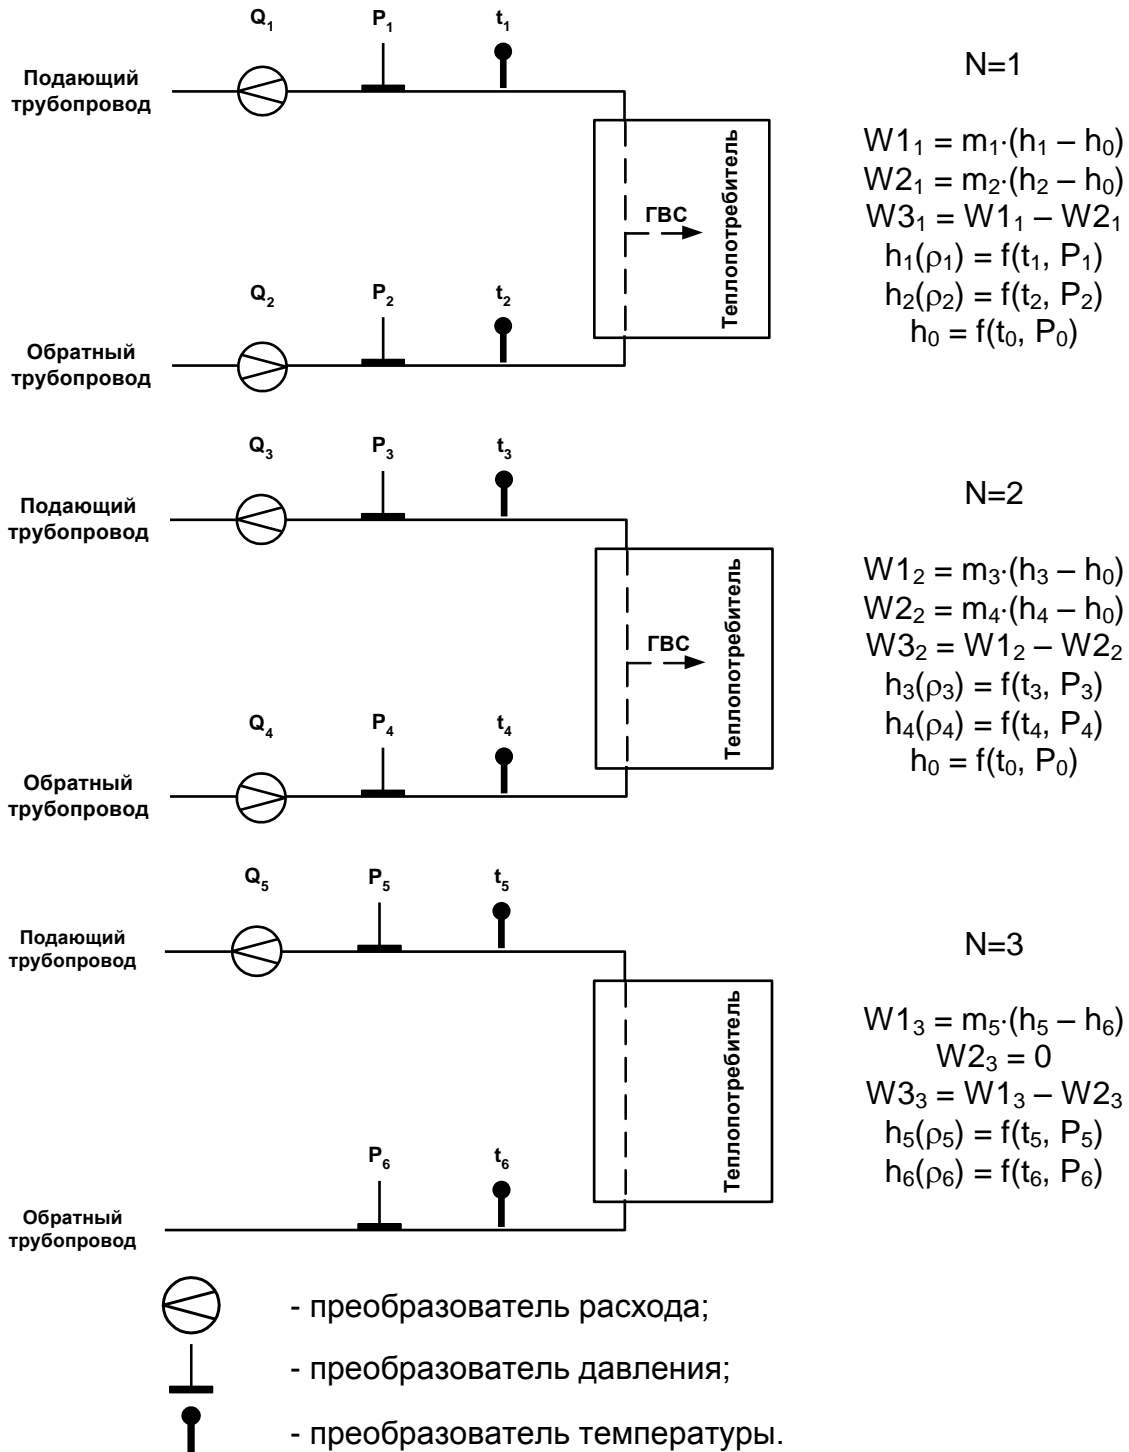 Q₁ P₁ t₁
Подающий
трубопровод
ГВС
Теплопотребитель
Q₂ P₂ t₂
Обратный
трубопровод
N=1
W1₁ = m₁·(h₁ – h₀)
W2₁ = m₂·(h₂ – h₀)
W3₁ = W1₁ – W2₁
h₁(ρ₁) = f(t₁, P₁)
h₂(ρ₂) = f(t₂, P₂)
h₀ = f(t₀, P₀)
Q₃ P₃ t₃
Подающий
трубопровод
ГВС
Теплопотребитель
Q₄ P₄ t₄
Обратный
трубопровод
N=2
W1₂ = m₃·(h₃ – h₀)
W2₂ = m₄·(h₄ – h₀)
W3₂ = W1₂ – W2₂
h₃(ρ₃) = f(t₃, P₃)
h₄(ρ₄) = f(t₄, P₄)
h₀ = f(t₀, P₀)
Q₅ P₅ t₅
Подающий
трубопровод
Теплопотребитель
P₆ t₆
Обратный
трубопровод
N=3
W1₃ = m₅·(h₅ – h₆)
W2₃ = 0
W3₃ = W1₃ – W2₃
h₅(ρ₅) = f(t₅, P₅)
h₆(ρ₆) = f(t₆, P₆)
- преобразователь расхода;
- преобразователь давления;
- преобразователь температуры.